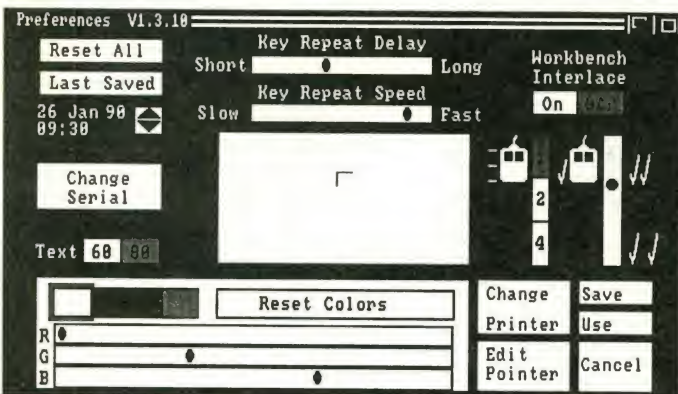 Preferences V1.3.10
Reset All
Last Saved
26 Jan 90
09:30
Change
Serial
Text 60 80
Key Repeat Delay
Short Long
Key Repeat Speed
Slow Fast
Workbench
Interlace
On
2
4
Reset Colors
R
G
B
Change
Printer
Edit
Pointer
Save
Use
Cancel